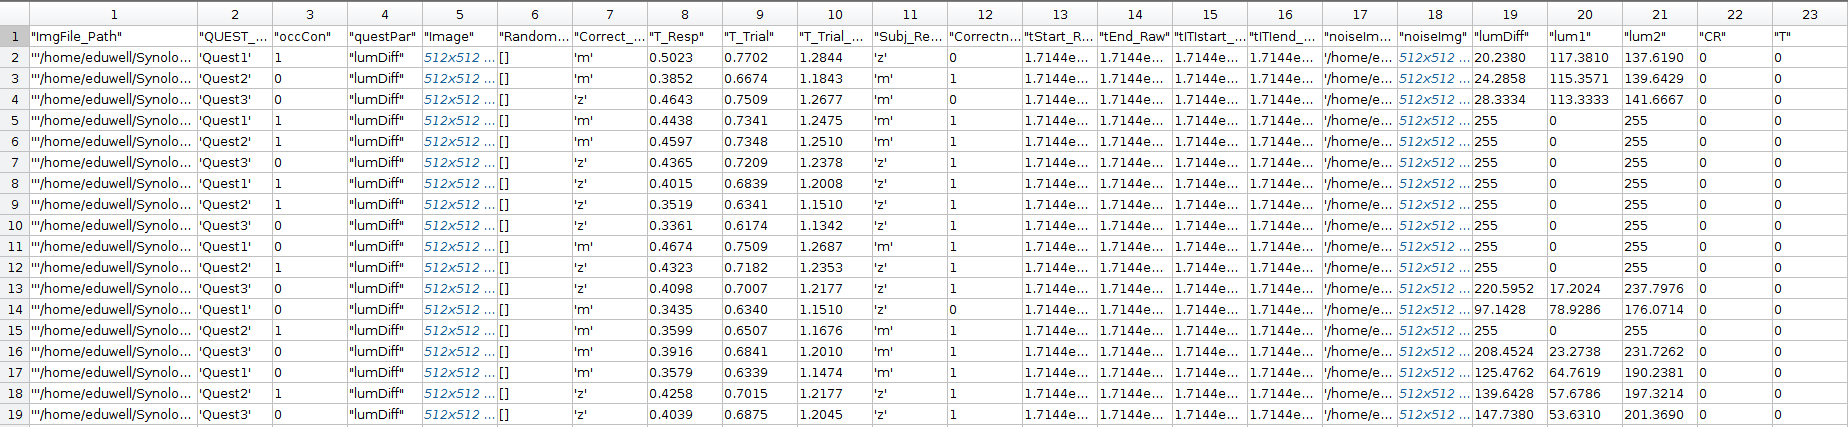 1 2 3 4 5 6 7 8 9 10 11 12 13 14 15 16 17 18 19 20 21 22 23
1 "ImgFile_Path" "QUEST_... "occCon" "questPar" "Image" "Random... "Correct_... "T_Resp" "T_Trial" "T_Trial_... "Subj_Re... "Correctn... "tStart_R... "tEnd_Raw" "tITIstart_... "tITIend_... "noiseIm... "noiseImg" "lumDiff" "lum1" "lum2" "CR" "T"
2 '"/home/eduwell/Synolo... 'Quest1' 1 "lumDiff" 512x512 ... [] 'm' 0.5023 0.7702 1.2844 'z' 0 1.7144e... 1.7144e... 1.7144e... 1.7144e... '/home/e... 512x512 ... 20.2380 117.3810 137.6190 0 0
3 '"/home/eduwell/Synolo... 'Quest2' 0 "lumDiff" 512x512 ... [] 'm' 0.3852 0.6674 1.1843 'm' 1 1.7144e... 1.7144e... 1.7144e... 1.7144e... '/home/e... 512x512 ... 24.2858 115.3571 139.6429 0 0
4 '"/home/eduwell/Synolo... 'Quest3' 0 "lumDiff" 512x512 ... [] 'z' 0.4643 0.7509 1.2677 'm' 0 1.7144e... 1.7144e... 1.7144e... 1.7144e... '/home/e... 512x512 ... 28.3334 113.3333 141.6667 0 0
5 '"/home/eduwell/Synolo... 'Quest1' 0 "lumDiff" 512x512 ... [] 'm' 0.4438 0.7341 1.2475 'm' 1 1.7144e... 1.7144e... 1.7144e... 1.7144e... '/home/e... 512x512 ... 255 0 255 0 0
6 '"/home/eduwell/Synolo... 'Quest2' 1 "lumDiff" 512x512 ... [] 'm' 0.4597 0.7348 1.2510 'm' 1 1.7144e... 1.7144e... 1.7144e... 1.7144e... '/home/e... 512x512 ... 255 0 255 0 0
7 '"/home/eduwell/Synolo... 'Quest3' 0 "lumDiff" 512x512 ... [] 'z' 0.4365 0.7209 1.2378 'z' 1 1.7144e... 1.7144e... 1.7144e... 1.7144e... '/home/e... 512x512 ... 255 0 255 0 0
8 '"/home/eduwell/Synolo... 'Quest1' 1 "lumDiff" 512x512 ... [] 'z' 0.4015 0.6839 1.2008 'z' 1 1.7144e... 1.7144e... 1.7144e... 1.7144e... '/home/e... 512x512 ... 255 0 255 0 0
9 '"/home/eduwell/Synolo... 'Quest2' 1 "lumDiff" 512x512 ... [] 'z' 0.3519 0.6341 1.1510 'z' 1 1.7144e... 1.7144e... 1.7144e... 1.7144e... '/home/e... 512x512 ... 255 0 255 0 0
10 '"/home/eduwell/Synolo... 'Quest3' 0 "lumDiff" 512x512 ... [] 'z' 0.3361 0.6174 1.1342 'z' 1 1.7144e... 1.7144e... 1.7144e... 1.7144e... '/home/e... 512x512 ... 255 0 255 0 0
11 '"/home/eduwell/Synolo... 'Quest1' 0 "lumDiff" 512x512 ... [] 'm' 0.4674 0.7509 1.2687 'm' 1 1.7144e... 1.7144e... 1.7144e... 1.7144e... '/home/e... 512x512 ... 255 0 255 0 0
12 '"/home/eduwell/Synolo... 'Quest2' 1 "lumDiff" 512x512 ... [] 'z' 0.4323 0.7182 1.2353 'z' 1 1.7144e... 1.7144e... 1.7144e... 1.7144e... '/home/e... 512x512 ... 255 0 255 0 0
13 '"/home/eduwell/Synolo... 'Quest3' 0 "lumDiff" 512x512 ... [] 'z' 0.4098 0.7007 1.2177 'z' 1 1.7144e... 1.7144e... 1.7144e... 1.7144e... '/home/e... 512x512 ... 220.5952 17.2024 237.7976 0 0
14 '"/home/eduwell/Synolo... 'Quest1' 0 "lumDiff" 512x512 ... [] 'm' 0.3435 0.6340 1.1510 'z' 0 1.7144e... 1.7144e... 1.7144e... 1.7144e... '/home/e... 512x512 ... 97.1428 78.9286 176.0714 0 0
15 '"/home/eduwell/Synolo... 'Quest2' 1 "lumDiff" 512x512 ... [] 'm' 0.3599 0.6507 1.1676 'm' 1 1.7144e... 1.7144e... 1.7144e... 1.7144e... '/home/e... 512x512 ... 255 0 255 0 0
16 '"/home/eduwell/Synolo... 'Quest3' 0 "lumDiff" 512x512 ... [] 'm' 0.3916 0.6841 1.2010 'm' 1 1.7144e... 1.7144e... 1.7144e... 1.7144e... '/home/e... 512x512 ... 208.4524 23.2738 231.7262 0 0
17 '"/home/eduwell/Synolo... 'Quest1' 0 "lumDiff" 512x512 ... [] 'm' 0.3579 0.6339 1.1474 'm' 1 1.7144e... 1.7144e... 1.7144e... 1.7144e... '/home/e... 512x512 ... 125.4762 64.7619 190.2381 0 0
18 '"/home/eduwell/Synolo... 'Quest2' 1 "lumDiff" 512x512 ... [] 'z' 0.4258 0.7015 1.2177 'z' 1 1.7144e... 1.7144e... 1.7144e... 1.7144e... '/home/e... 512x512 ... 139.6428 57.6786 197.3214 0 0
19 '"/home/eduwell/Synolo... 'Quest3' 0 "lumDiff" 512x512 ... [] 'z' 0.4039 0.6875 1.2045 'z' 1 1.7144e... 1.7144e... 1.7144e... 1.7144e... '/home/e... 512x512 ... 147.7380 53.6310 201.3690 0 0